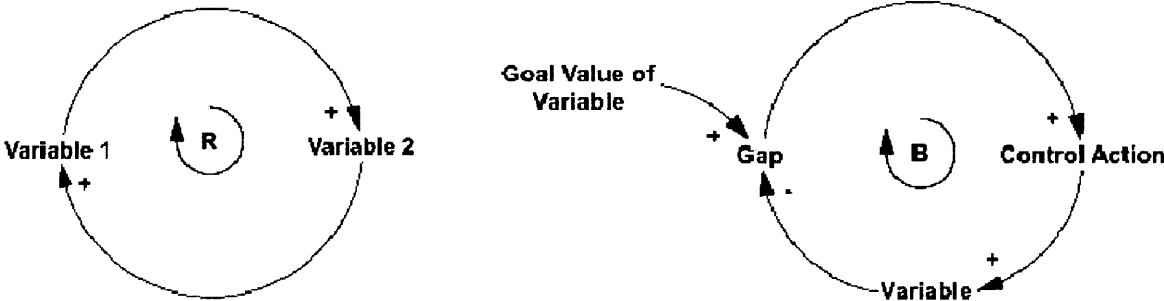 +
R
Variable 1
Variable 2
+
Goal Value of
Variable
+
Gap
-
B
+
Control Action
+
Variable